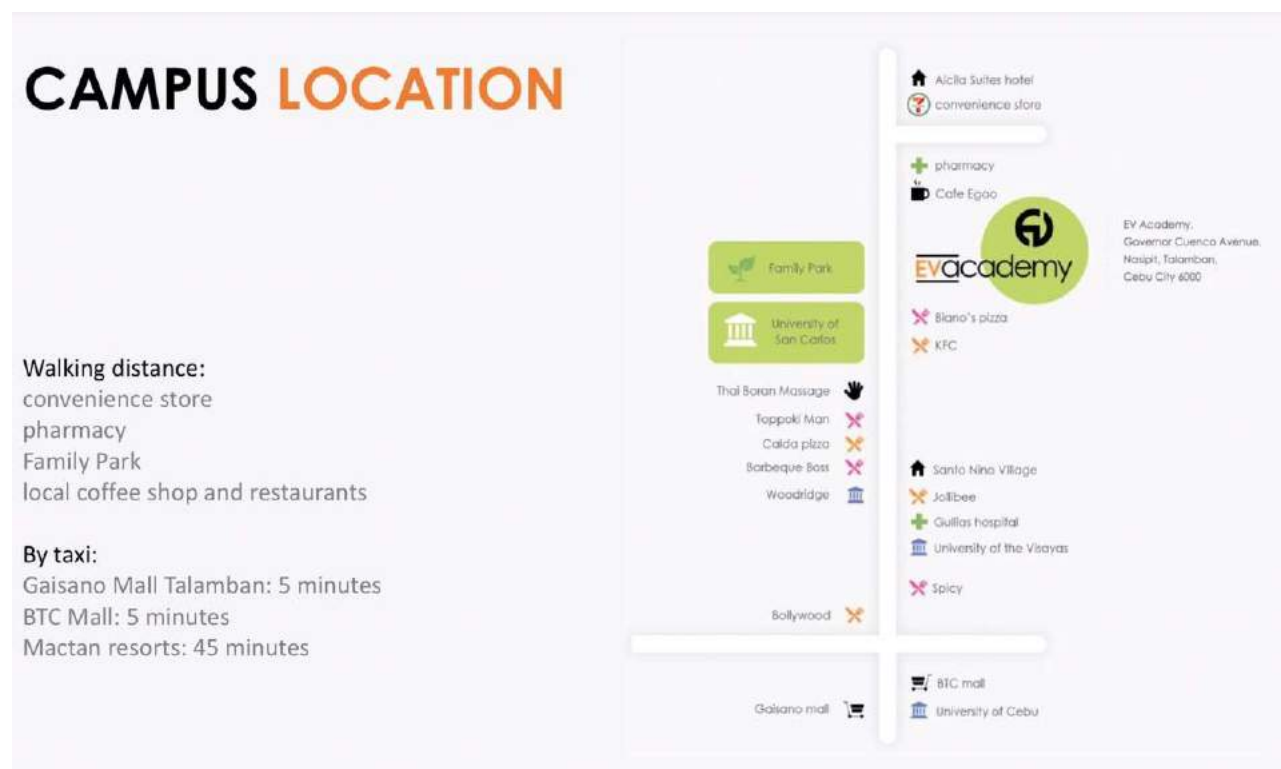 CAMPUS LOCATION
Walking distance:
convenience store
pharmacy
Family Park
local coffee shop and restaurants
By taxi:
Gaisano Mall Talamban: 5 minutes
BTC Mall: 5 minutes
Mactan resorts: 45 minutes
Alcila Suites hotel
7
convenience store
pharmacy
Cafe Egao
EVacademy
EV Academy,
Governor Cuenco Avenue,
Nasipit, Talamban,
Cebu City 6000
Family Park
University of
San Carlos
Blano's pizza
KFC
Thai Boran Massage
Toppoki Man
Calda pizza
Barbeque Boss
Woodridge
Santo Nino Village
Jollibee
Gullas hospital
University of the Visayas
Spicy
Bollywood
BTC mall
University of Cebu
Gaisano mall